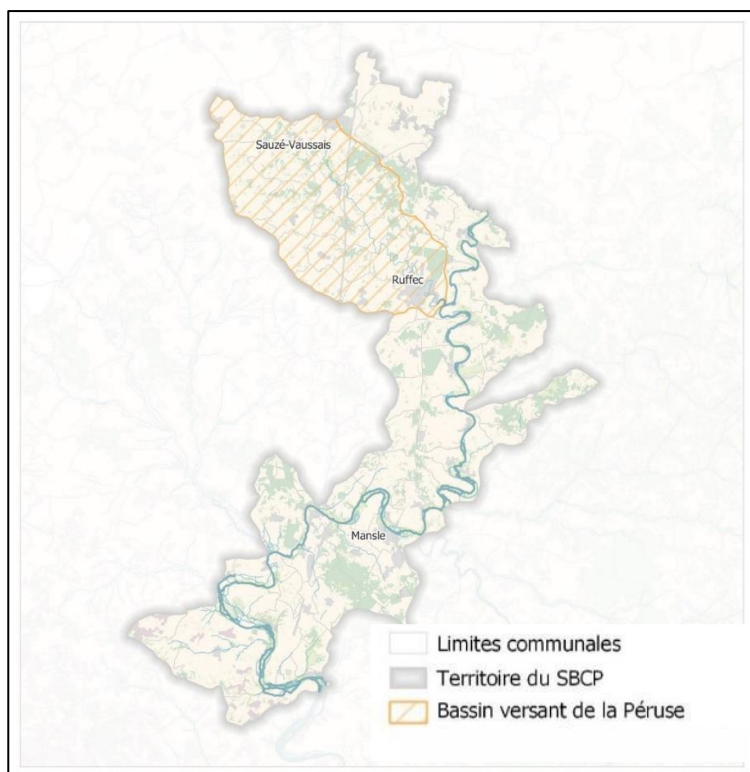 Sauzé-Vaussais
Ruffec
Mansle
Limites communales
Territoire du SBCP
Bassin versant de la Péruse